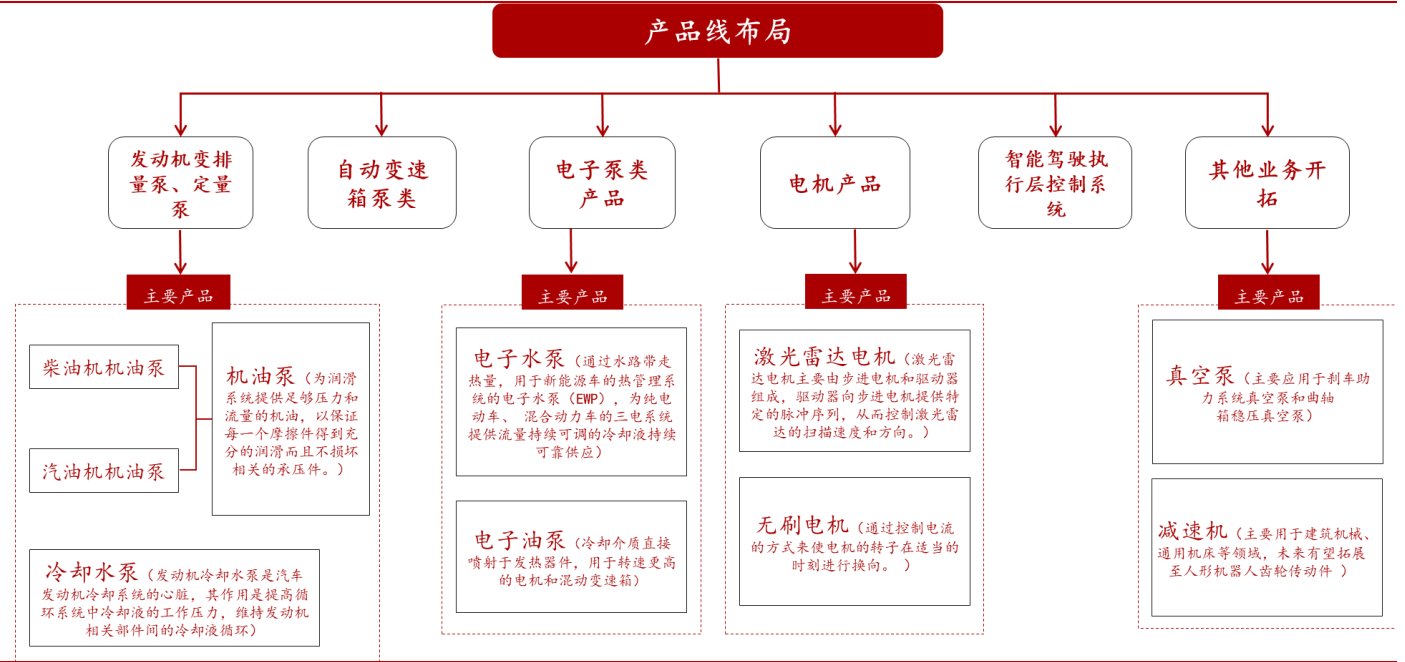 产品线布局
发动机变排
量泵、定量
泵
自动变速
箱泵类
电子泵类
产品
电机产品
智能驾驶执
行层控制系
统
其他业务开
拓
主要产品
柴油机机油泵
汽油机机油泵
机油泵（为润滑
系统提供足够压力和
流量的机油，以保证
每一个摩擦件得到充
分的润滑而且不损坏
相关的承压件。）
冷却水泵（发动机冷却水泵是汽车
发动机冷却系统的心脏，其作用是提高循
环系统中冷却液的工作压力，维持发动机
相关部件间的冷却液循环）
主要产品
电子水泵（通过水路带走
热量，用于新能源车的热管理系
统的电子水泵（EWP），为纯电
动车、 混合动力车的三电系统
提供流量持续可调的冷却液持续
可靠供应）
电子油泵（冷却介质直接
喷射于发热器件，用于转速更高
的电机和混动变速箱）
主要产品
激光雷达电机（激光雷
达电机主要由步进电机和驱动器
组成，驱动器向步进电机提供特
定的脉冲序列，从而控制激光雷
达的扫描速度和方向。）
无刷电机（通过控制电流
的方式来使电机的转子在适当的
时刻进行换向。）
主要产品
真空泵（主要应用于刹车助
力系统真空泵和曲轴
箱稳压真空泵）
减速机（主要用于建筑机械、
通用机床等领域，未来有望拓展
至人形机器人齿轮传动件 ）